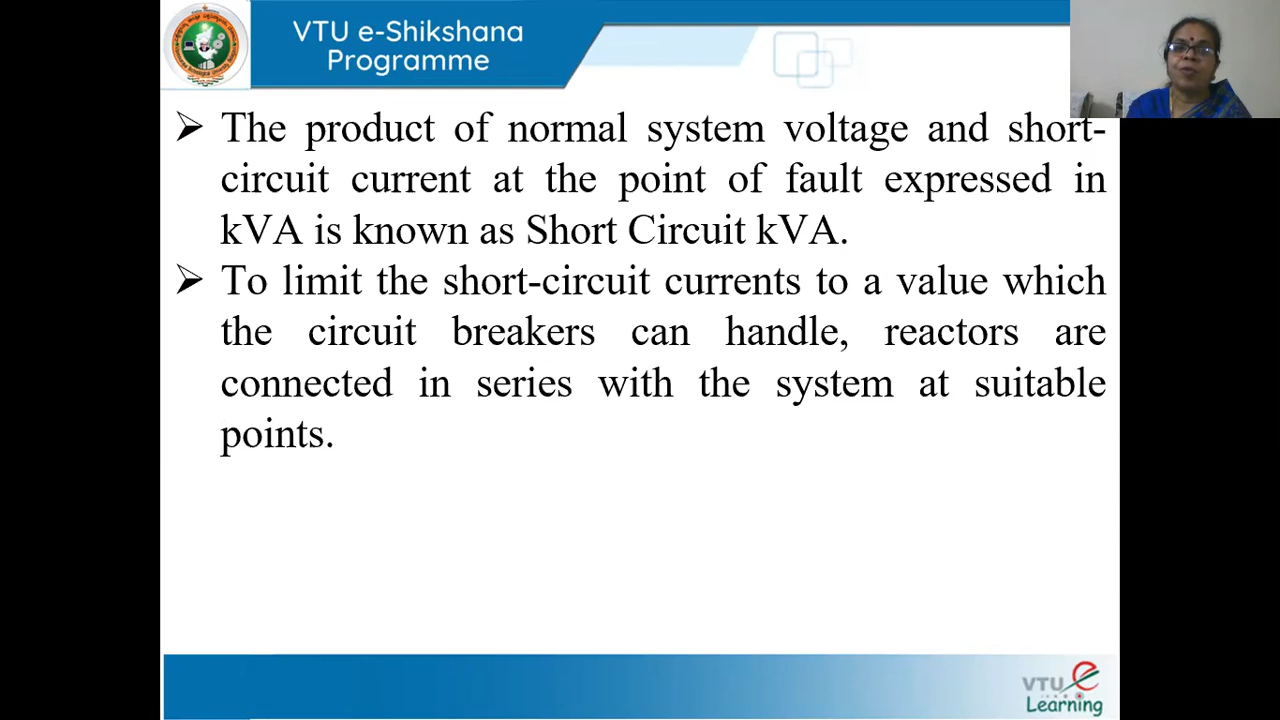 VTU e-Shikshana
Programme
➢ The product of normal system voltage and short-
circuit current at the point of fault expressed in
kVA is known as Short Circuit kVA.
➢ To limit the short-circuit currents to a value which
the circuit breakers can handle, reactors are
connected in series with the system at suitable
points.
VTU e
Learning